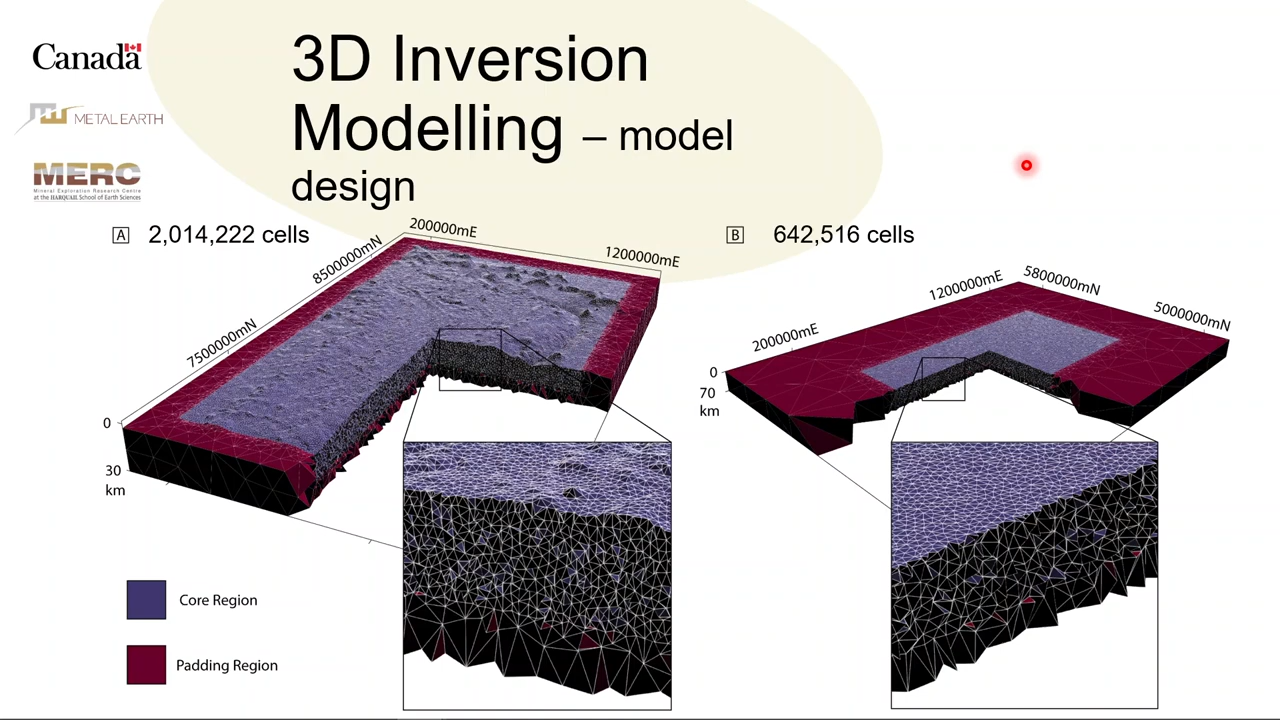 Canada
METAL EARTH
MERC
Mineral Exploration Research Centre
at the HARQUAIL School of Earth Sciences
3D Inversion
Modelling – model
design
A 2,014,222 cells
200000mE
1200000mE
8500000mN
7500000mN
0
30
km
B 642,516 cells
1200000mE
5800000mN
200000mE
5000000mN
0
70
km
Core Region
Padding Region